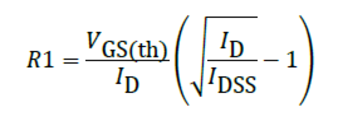 R1 = V_GS(th)/I_D (√(I_D/I_DSS) − 1)